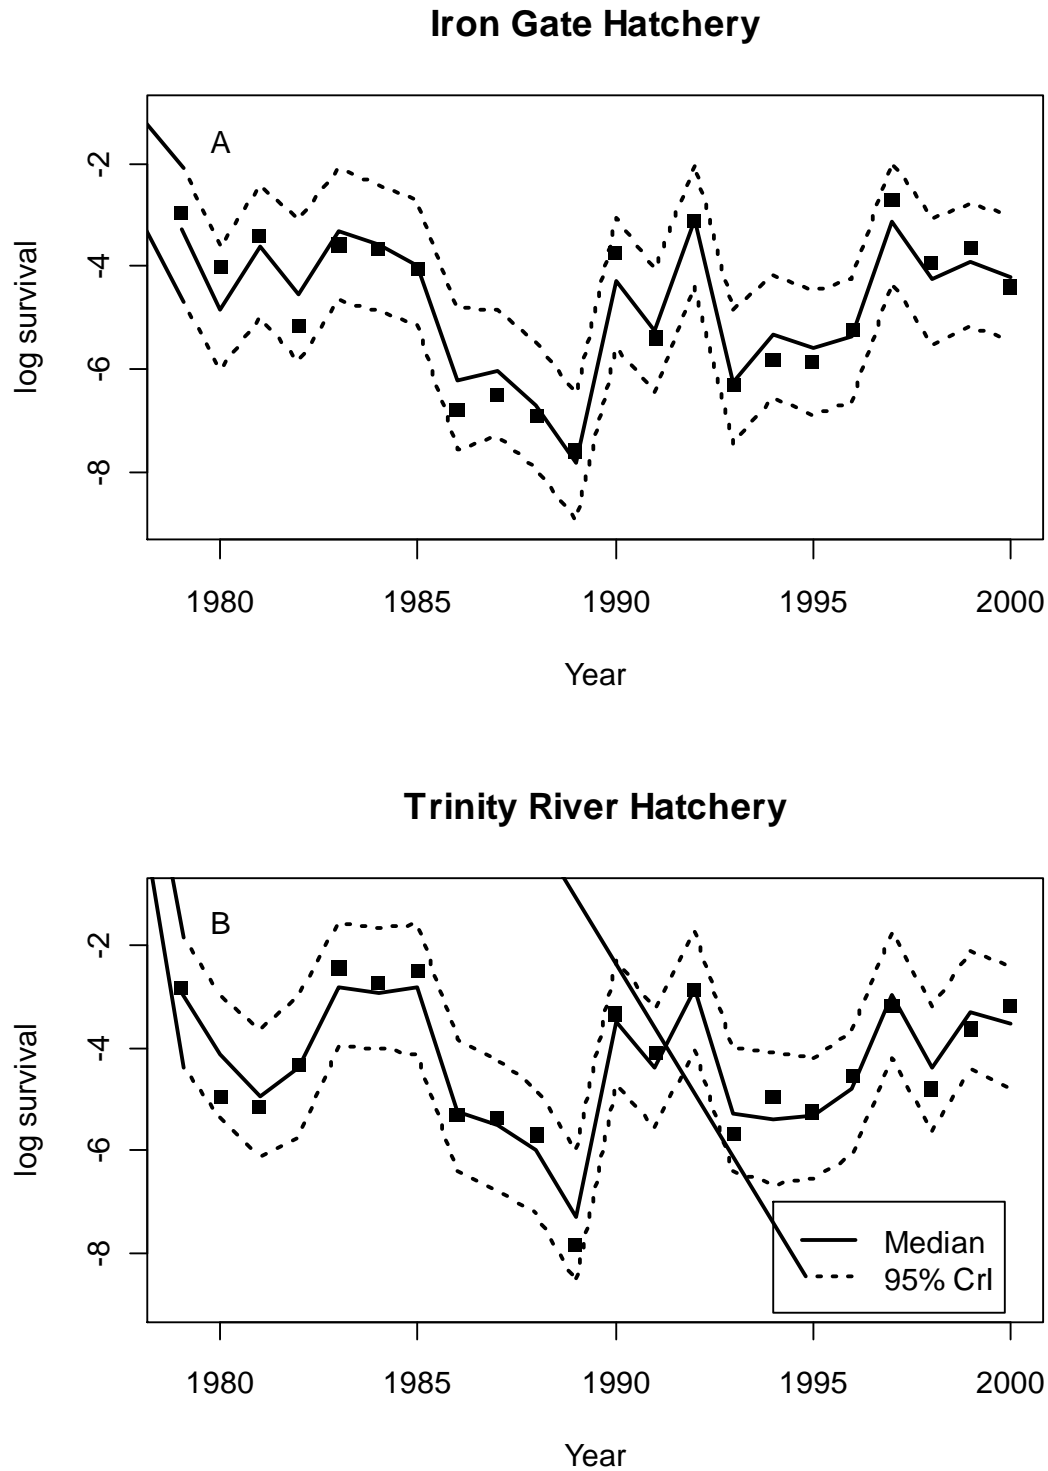 Iron Gate Hatchery
A
log survival
-2
-4
-6
-8
1980 1985 1990 1995 2000
Year
Trinity River Hatchery
B
log survival
-2
-4
-6
-8
Median
95% CrI
1980 1985 1990 1995 2000
Year